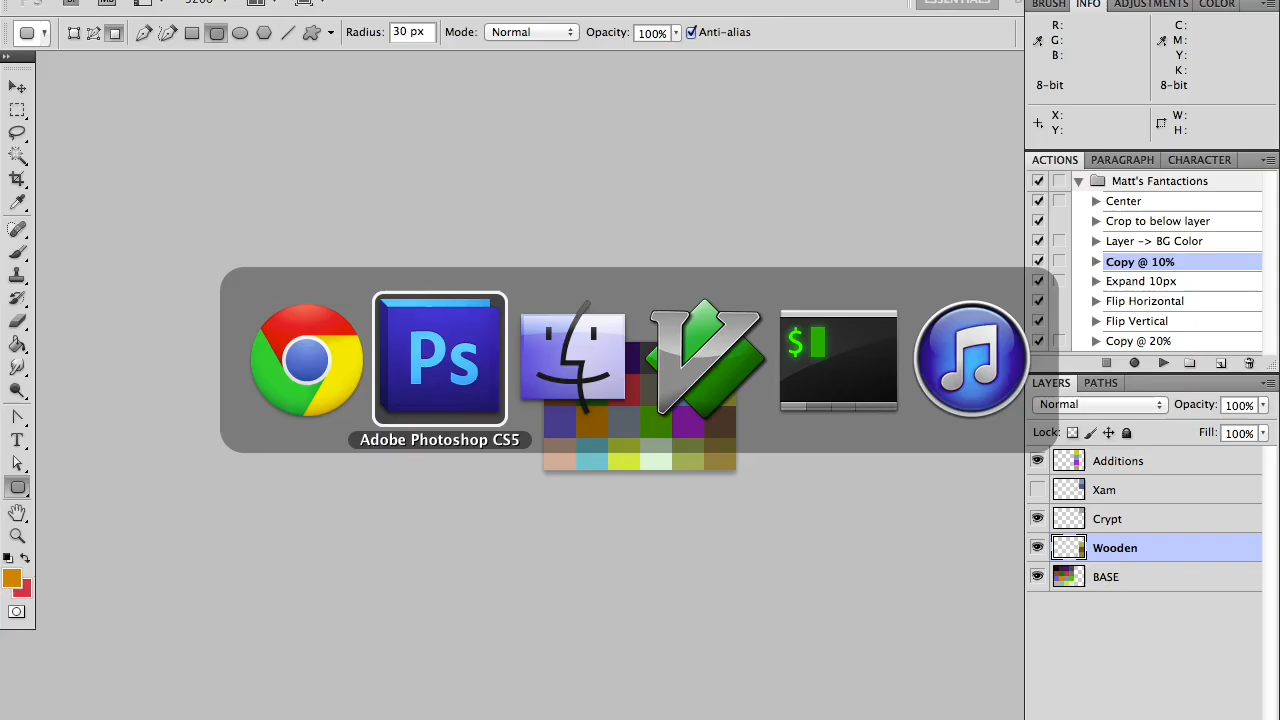 ESSENTIALS
Radius: 30 px Mode: Normal Opacity: 100% Anti-alias
BRUSH INFO ADJUSTMENTS COLOR
R: C:
G: M:
B: Y:
K:
8-bit 8-bit
X: W:
Y: H:
ACTIONS PARAGRAPH CHARACTER
Matt's Fantactions
Center
Crop to below layer
Layer -> BG Color
Copy @ 10%
Expand 10px
Flip Horizontal
Flip Vertical
Copy @ 20%
Ps
$
Adobe Photoshop CS5
LAYERS PATHS
Normal Opacity: 100%
Lock: Fill: 100%
Additions
Xam
Crypt
Wooden
BASE
T